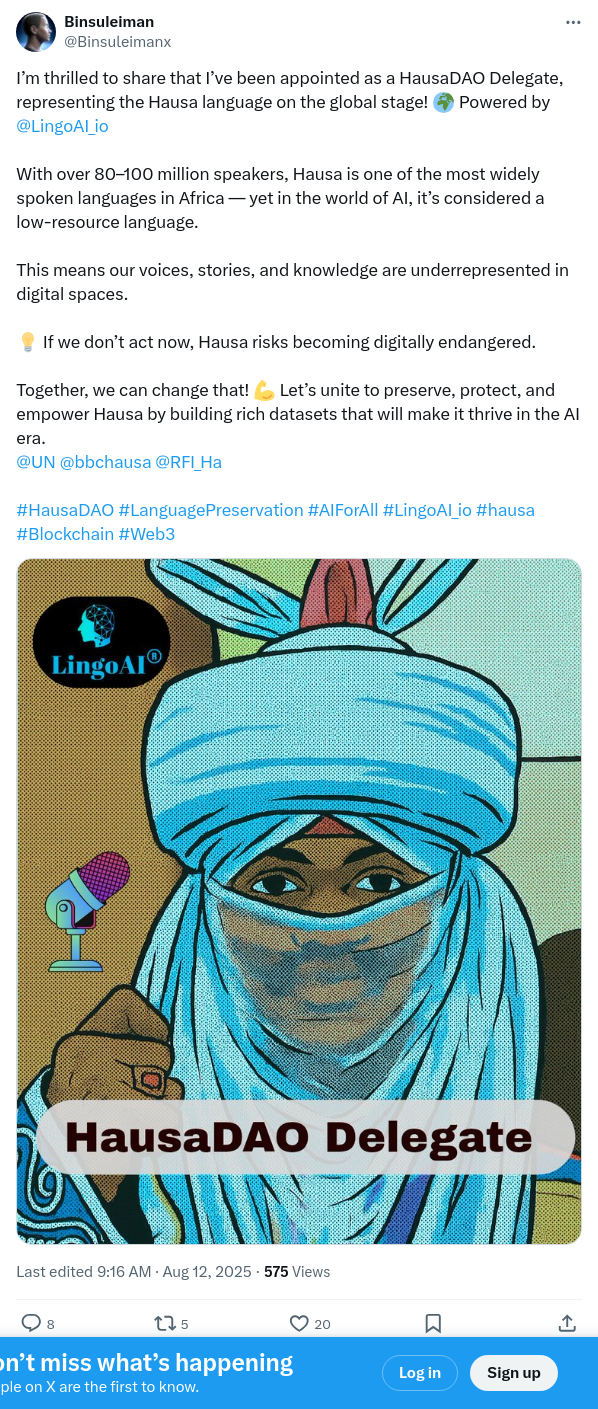 Binsuleiman
@Binsuleimanx
I’m thrilled to share that I’ve been appointed as a HausaDAO Delegate,
representing the Hausa language on the global stage! 🌍 Powered by
@LingoAI_io
With over 80–100 million speakers, Hausa is one of the most widely
spoken languages in Africa — yet in the world of AI, it’s considered a
low-resource language.
This means our voices, stories, and knowledge are underrepresented in
digital spaces.
💡 If we don’t act now, Hausa risks becoming digitally endangered.
Together, we can change that! 💪 Let’s unite to preserve, protect, and
empower Hausa by building rich datasets that will make it thrive in the AI
era.
@UN @bbchausa @RFI_Ha
#HausaDAO #LanguagePreservation #AIForAll #LingoAI_io #hausa
#Blockchain #Web3
LingoAI®
HausaDAO Delegate
Last edited 9:16 AM · Aug 12, 2025 · 575 Views
8 5 20
on’t miss what’s happening
ple on X are the first to know.
Log in
Sign up